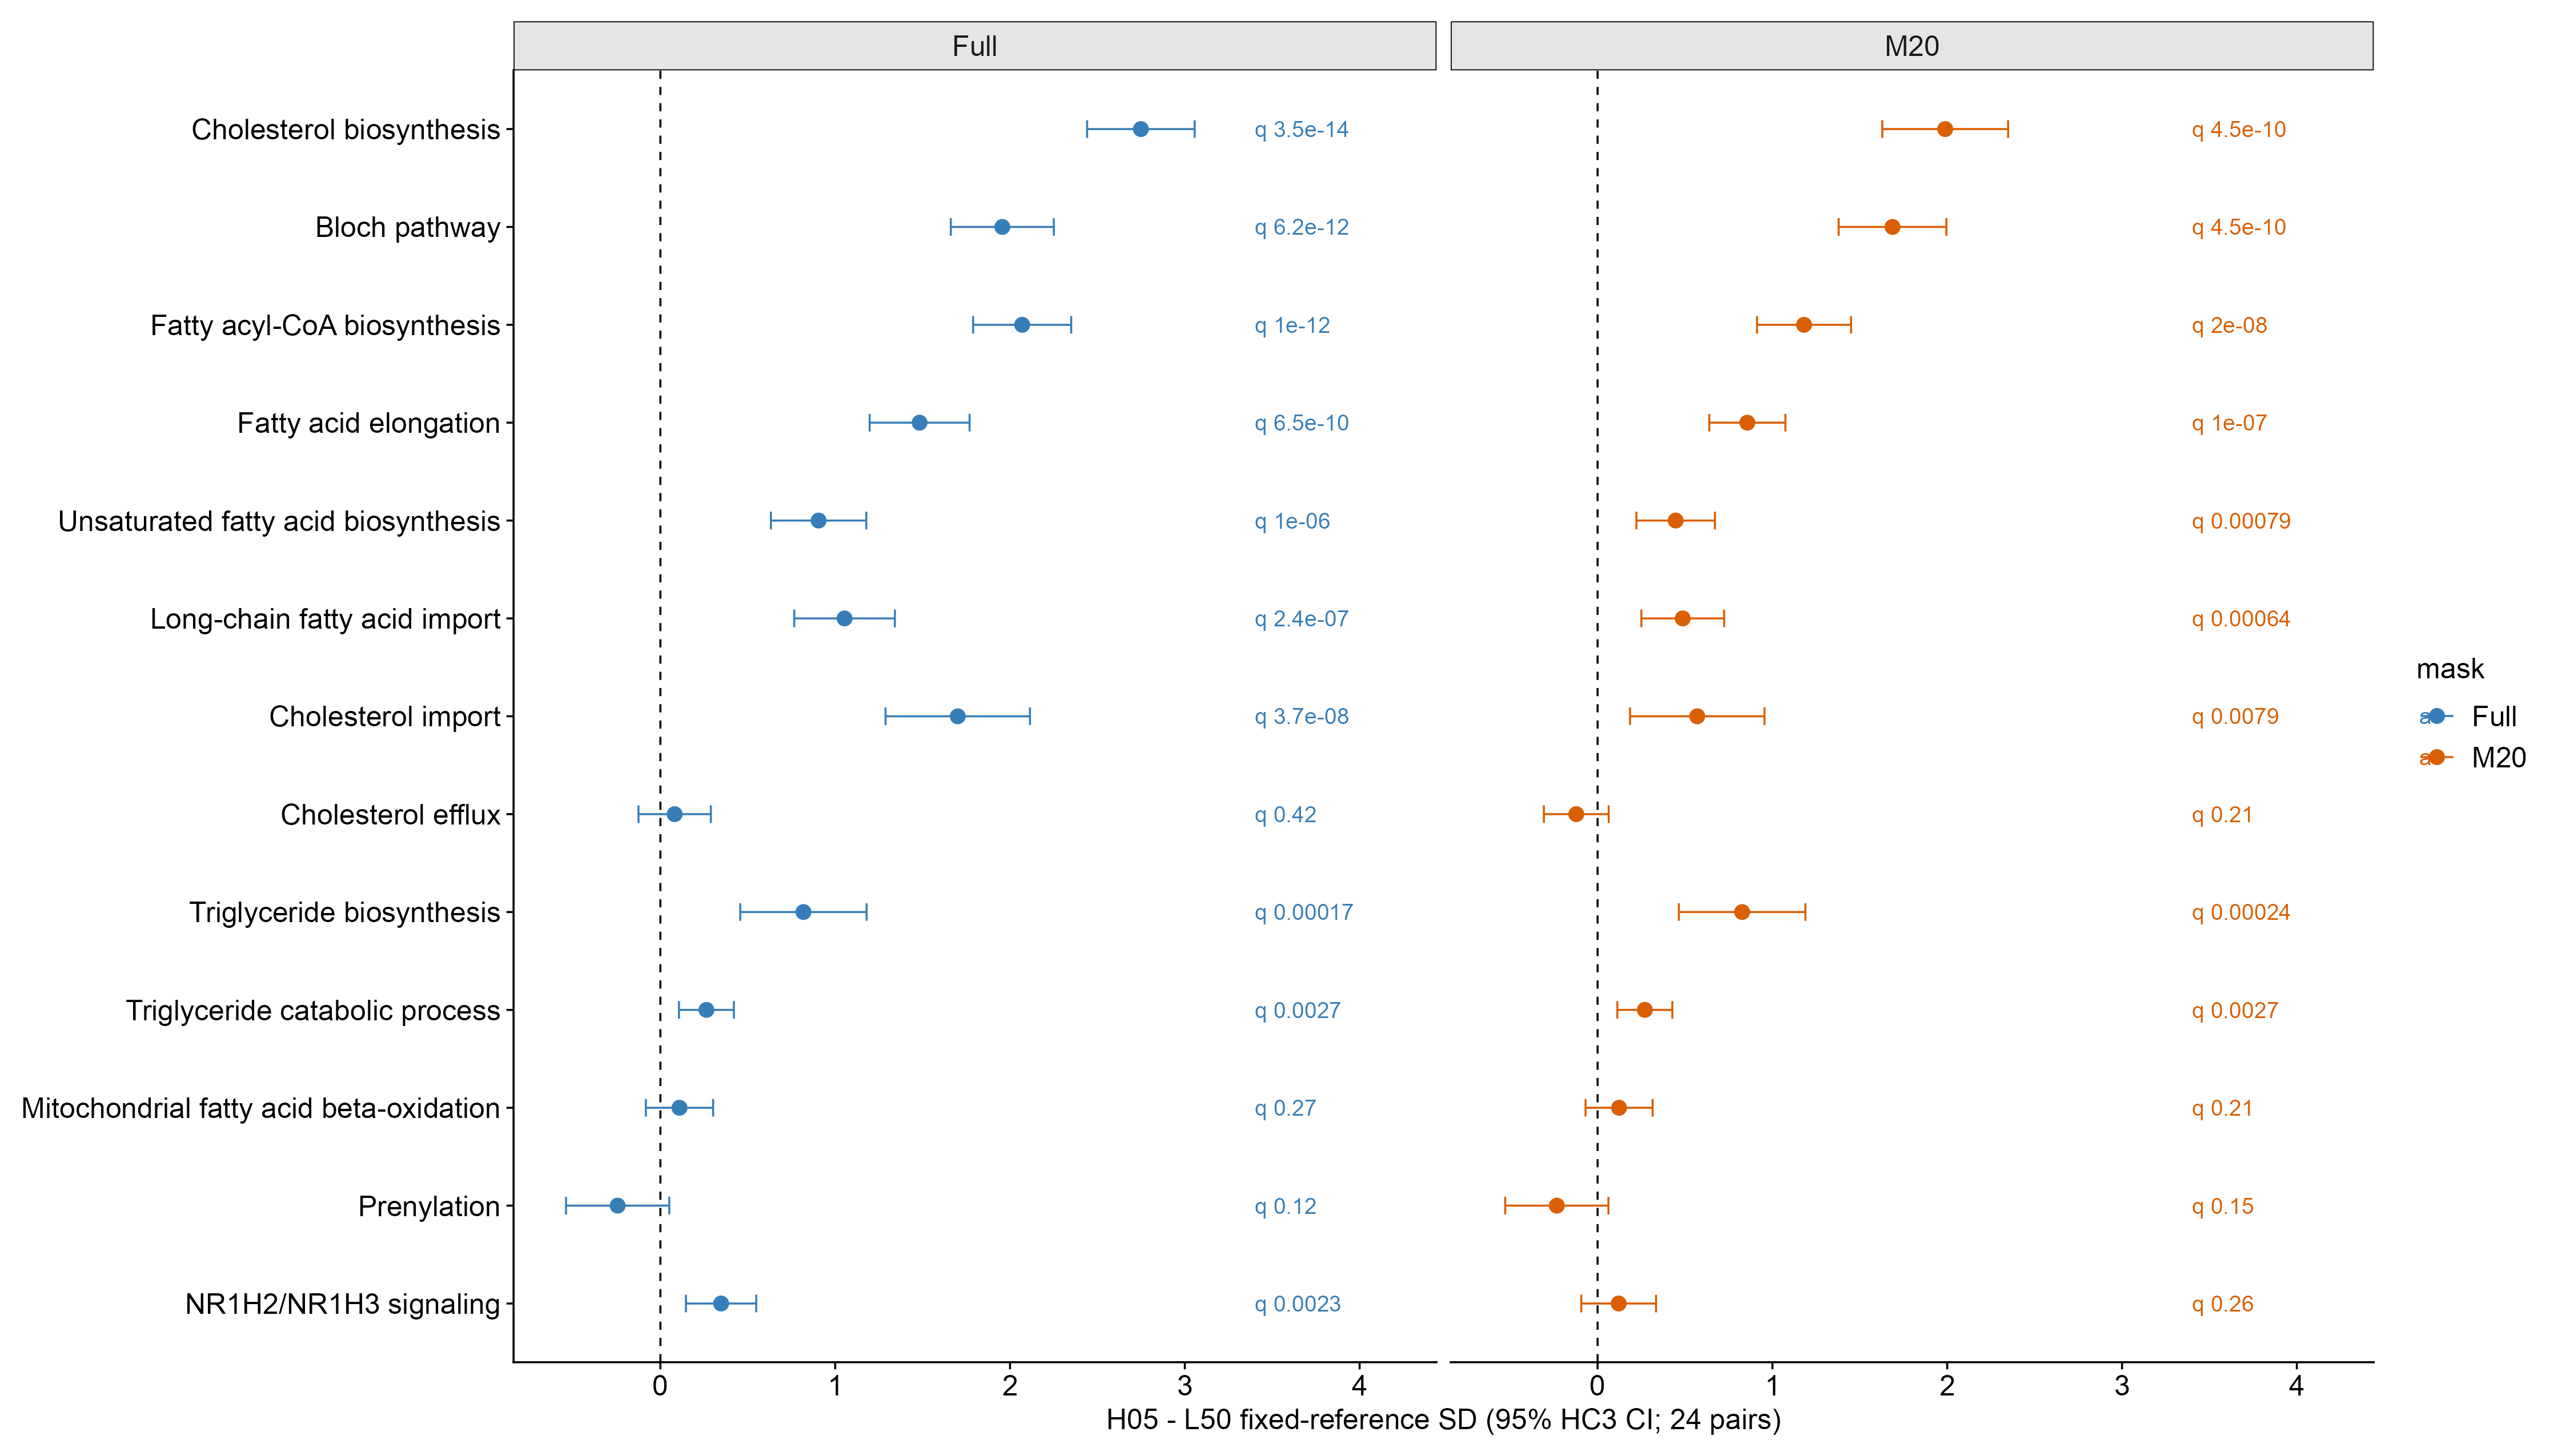 Full M20
Cholesterol biosynthesis q 3.5e-14 q 4.5e-10
Bloch pathway q 6.2e-12 q 4.5e-10
Fatty acyl-CoA biosynthesis q 1e-12 q 2e-08
Fatty acid elongation q 6.5e-10 q 1e-07
Unsaturated fatty acid biosynthesis q 1e-06 q 0.00079
Long-chain fatty acid import q 2.4e-07 q 0.00064
Cholesterol import q 3.7e-08 q 0.0079
Cholesterol efflux q 0.42 q 0.21
Triglyceride biosynthesis q 0.00017 q 0.00024
Triglyceride catabolic process q 0.0027 q 0.0027
Mitochondrial fatty acid beta-oxidation q 0.27 q 0.21
Prenylation q 0.12 q 0.15
NR1H2/NR1H3 signaling q 0.0023 q 0.26
0 1 2 3 4 0 1 2 3 4
H05 - L50 fixed-reference SD (95% HC3 CI; 24 pairs)
mask
a Full
a M20